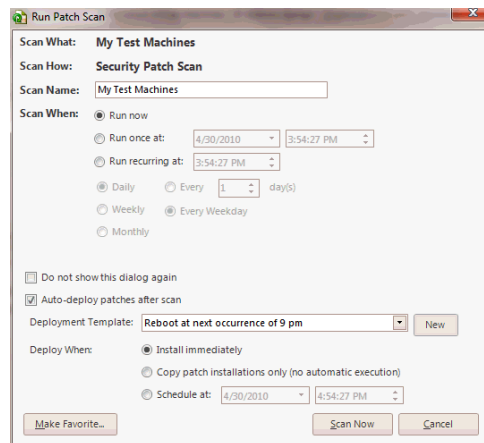 Run Patch Scan
Scan What: My Test Machines
Scan How: Security Patch Scan
Scan Name: My Test Machines
Scan When: Run now
Run once at: 4/30/2010 3:54:27 PM
Run recurring at: 3:54:27 PM
Daily Every 1 day(s)
Weekly Every Weekday
Monthly
Do not show this dialog again
Auto-deploy patches after scan
Deployment Template: Reboot at next occurrence of 9 pm New
Deploy When: Install immediately
Copy patch installations only (no automatic execution)
Schedule at: 4/30/2010 4:54:27 PM
Make Favorite... Scan Now Cancel